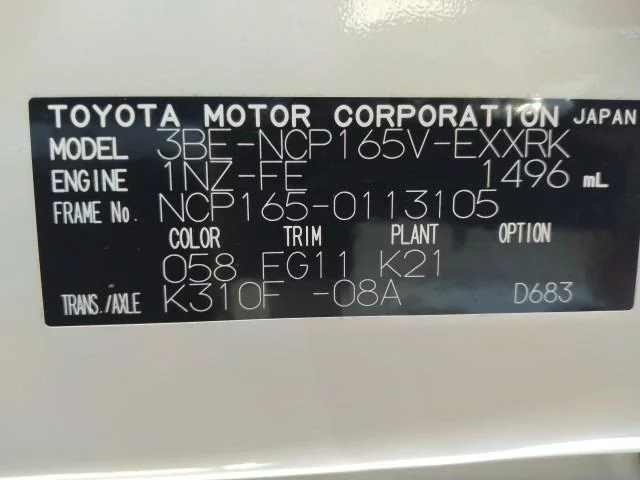 TOYOTA MOTOR CORPORATION JAPAN
MODEL 3BE-NCP165V-EXXRK
ENGINE 1NZ-FE 1496 mL
FRAME No. NCP165-0113105
COLOR TRIM PLANT OPTION
058 FG11 K21
TRANS./AXLE K310F -08A D683